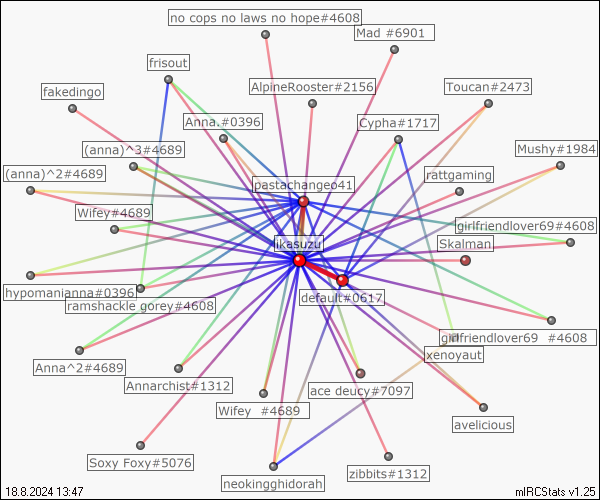 no cops no laws no hope#4608
Mad #6901
frisout
fakedingo
AlpineRooster#2156
Toucan#2473
Anna.#0396
Cypha#1717
(anna)^3#4689
Mushy#1984
(anna)^2#4689
rattgaming
pastachangeo41
Wifey#4689
girlfriendlover69#4608
likasuzu
Skalman
hypomanianna#0396
ramshackle gorey#4608
default#0617
girlfriendlover69 #4608
xenoyaut
Anna^2#4689
Annarchist#1312
ace deucy#7097
Wifey #4689
avelicious
Soxy Foxy#5076
zibbits#1312
neokingghidorah
18.8.2024 13:47
mIRCStats v1.25